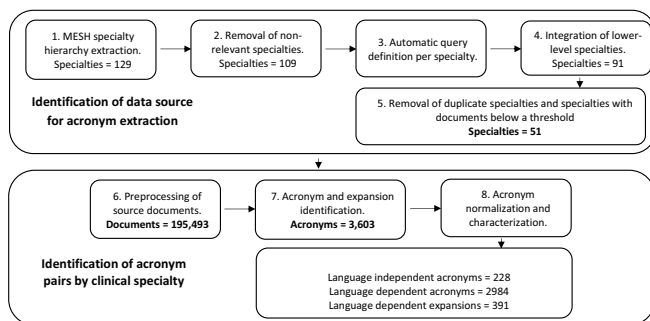 1. MESH specialty
hierarchy extraction.
Specialties = 129
2. Removal of non-
relevant specialties.
Specialties = 109
3. Automatic query
definition per specialty.
4. Integration of lower-
level specialties.
Specialties = 91
Identification of data source
for acronym extraction
5. Removal of duplicate specialties and specialties with
documents below a threshold
Specialties = 51
6. Preprocessing of
source documents.
Documents = 195,493
7. Acronym and expansion
identification.
Acronyms = 3,603
8. Acronym
normalization and
characterization.
Identification of acronym
pairs by clinical specialty
Language independent acronyms = 228
Language dependent acronyms = 2984
Language dependent expansions = 391